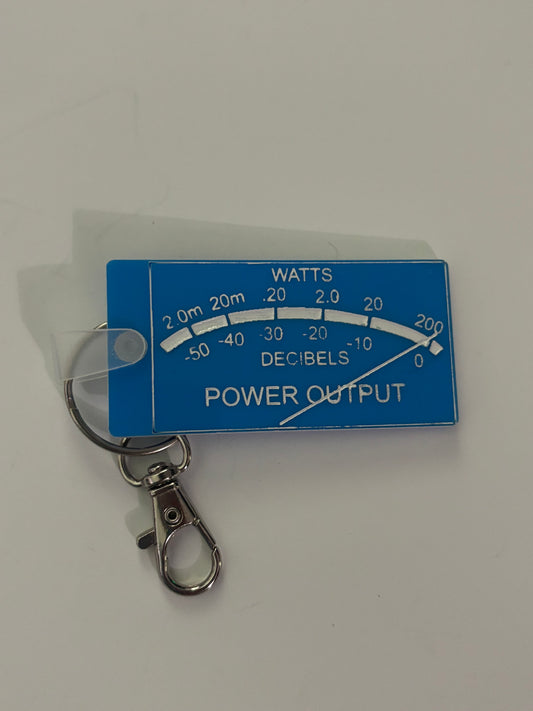 WATTS
2.0m 20m .20 2.0 20 200
-50 -40 -30 -20 -10 0
DECIBELS
POWER OUTPUT